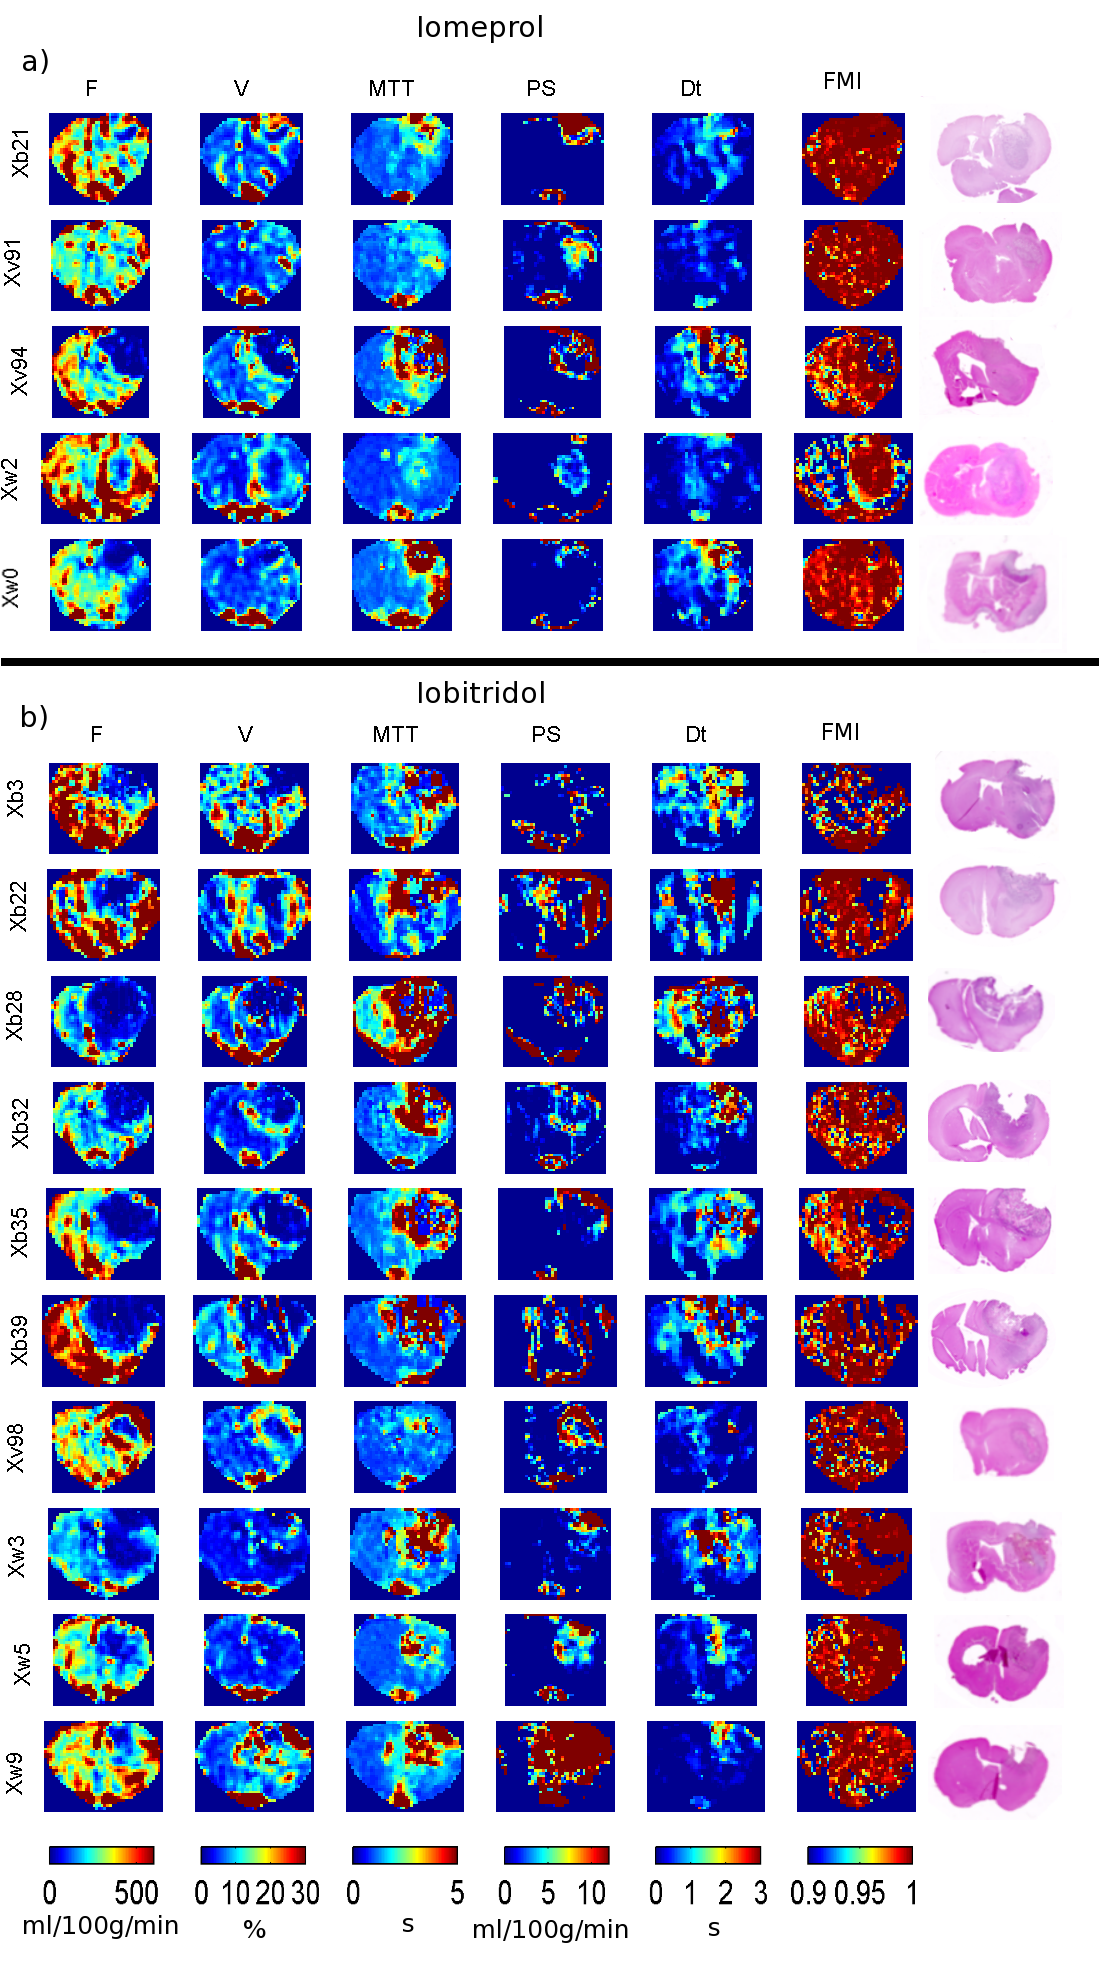 Iomeprol
a)
F V MTT PS Dt FMI
Xb21
Xv91
Xv94
Xw2
Xw0
Iobitridol
b)
F V MTT PS Dt FMI
Xb3
Xb22
Xb28
Xb32
Xb35
Xb39
Xv98
Xw3
Xw5
Xw9
0 500 0 10 20 30 0 5 0 5 10 0 1 2 3 0.9 0.95 1
ml/100g/min % s ml/100g/min s